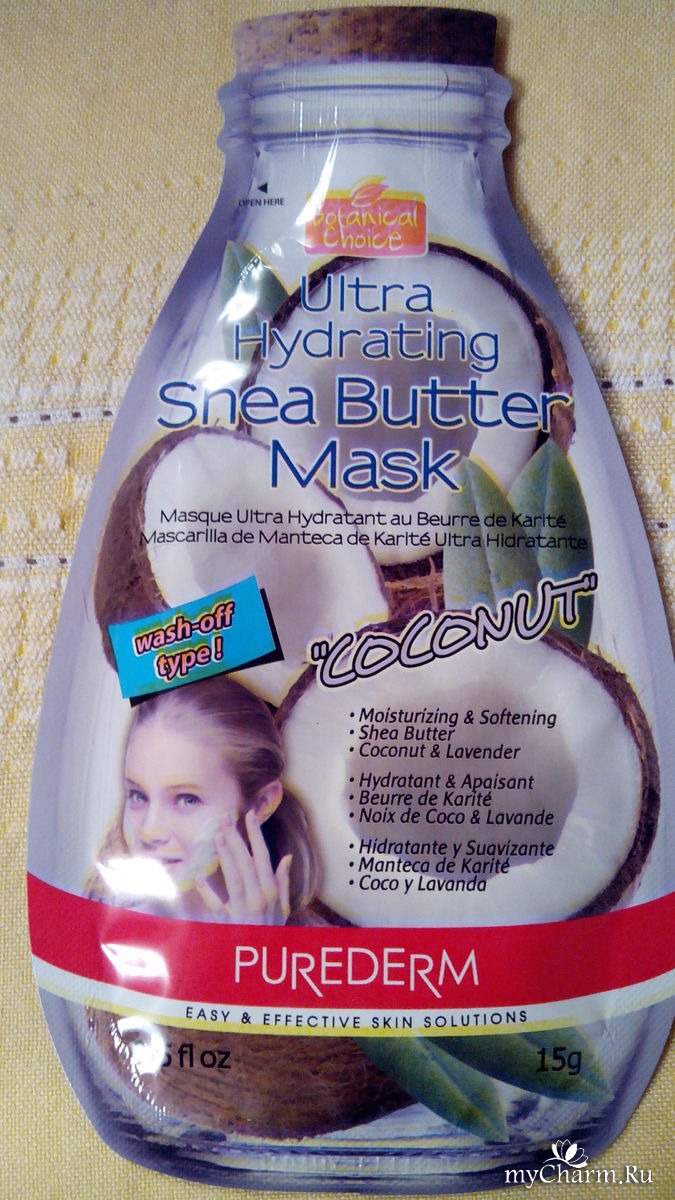 OPEN HERE
Botanical
Choice
Ultra
Hydrating
Shea Butter
Mask
Masque Ultra Hydratant au Beurre de Karité
Mascarilla de Manteca de Karité Ultra Hidratante
wash-off
type!
"COCONUT"
• Moisturizing & Softening
• Shea Butter
• Coconut & Lavender
• Hydratant & Apaisant
• Beurre de Karité
• Noix de Coco & Lavande
• Hidratante y Suavizante
• Manteca de Karité
• Coco y Lavanda
PUREDERM
EASY & EFFECTIVE SKIN SOLUTIONS
fl oz
15g
myCharm.Ru